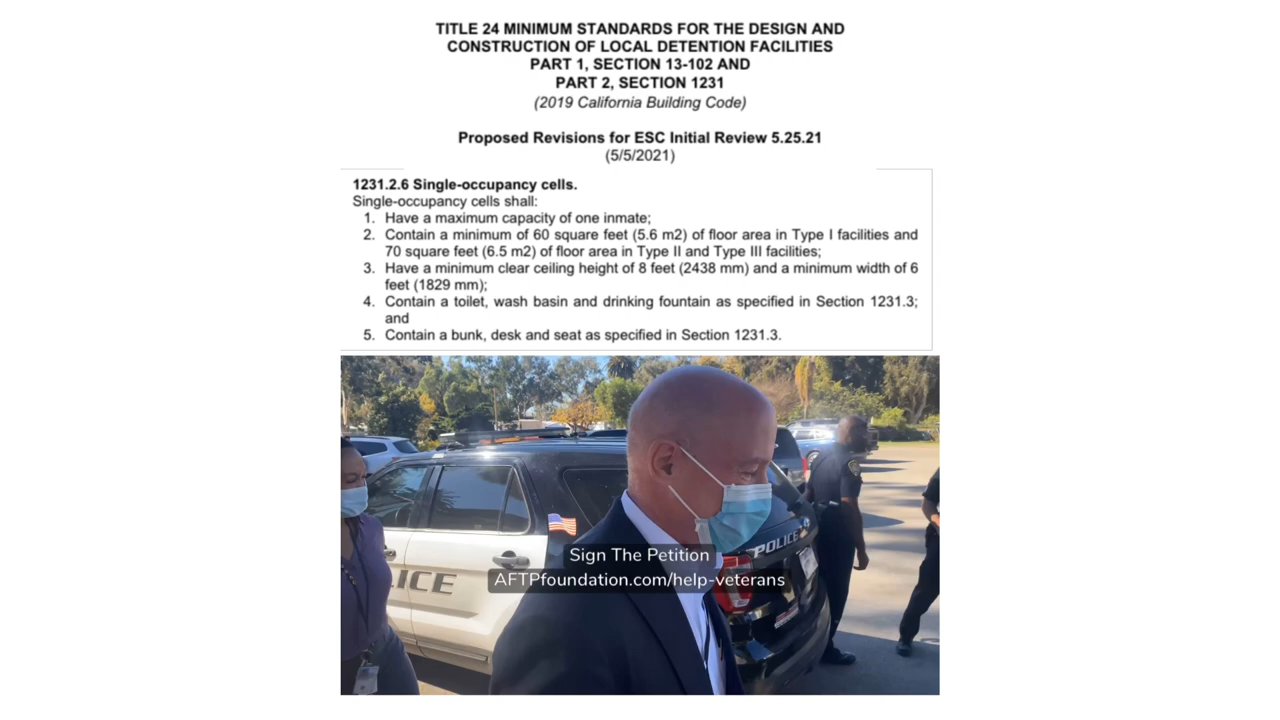 TITLE 24 MINIMUM STANDARDS FOR THE DESIGN AND
CONSTRUCTION OF LOCAL DETENTION FACILITIES
PART 1, SECTION 13-102 AND
PART 2, SECTION 1231
(2019 California Building Code)
Proposed Revisions for ESC Initial Review 5.25.21
(5/5/2021)
1231.2.6 Single-occupancy cells.
Single-occupancy cells shall:
1. Have a maximum capacity of one inmate;
2. Contain a minimum of 60 square feet (5.6 m2) of floor area in Type I facilities and
70 square feet (6.5 m2) of floor area in Type II and Type III facilities;
3. Have a minimum clear ceiling height of 8 feet (2438 mm) and a minimum width of 6
feet (1829 mm);
4. Contain a toilet, wash basin and drinking fountain as specified in Section 1231.3;
and
5. Contain a bunk, desk and seat as specified in Section 1231.3.
POLICE
LICE
Sign The Petition
AFTPfoundation.com/help-veterans